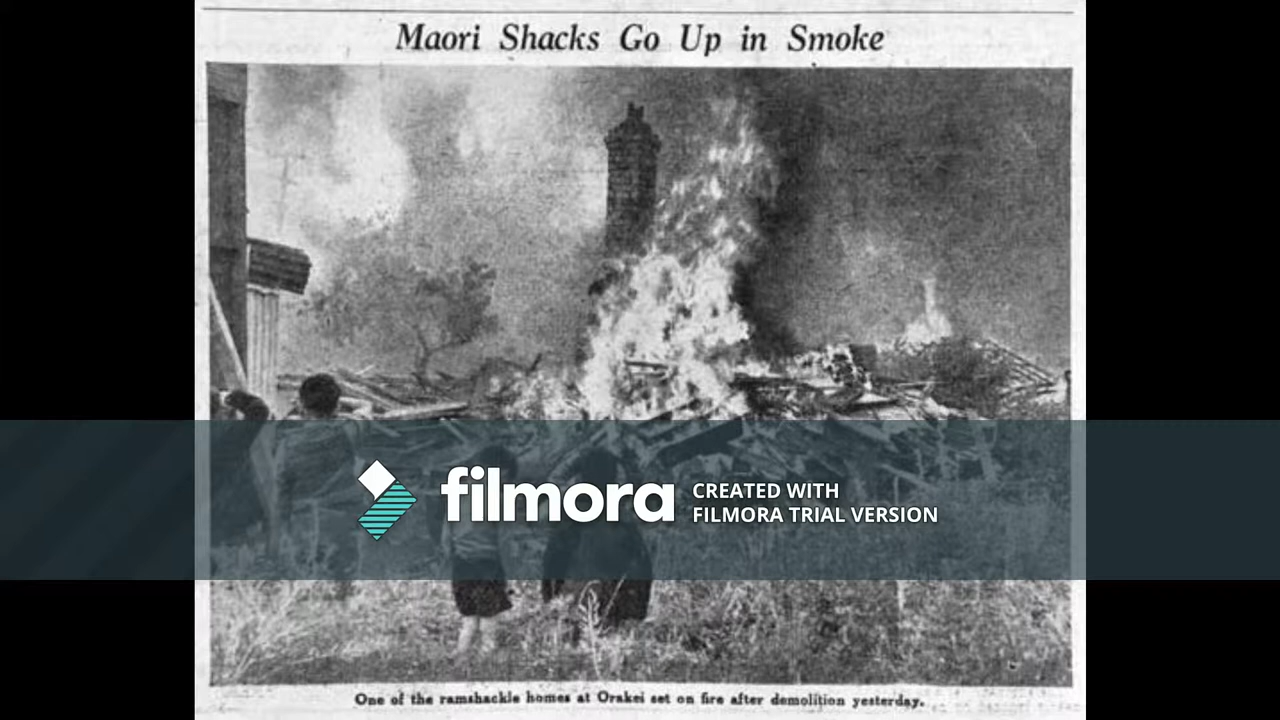 Maori Shacks Go Up in Smoke
filmora
CREATED WITH
FILMORA TRIAL VERSION
One of the ramshackle homes at Orakei set on fire after demolition yesterday.